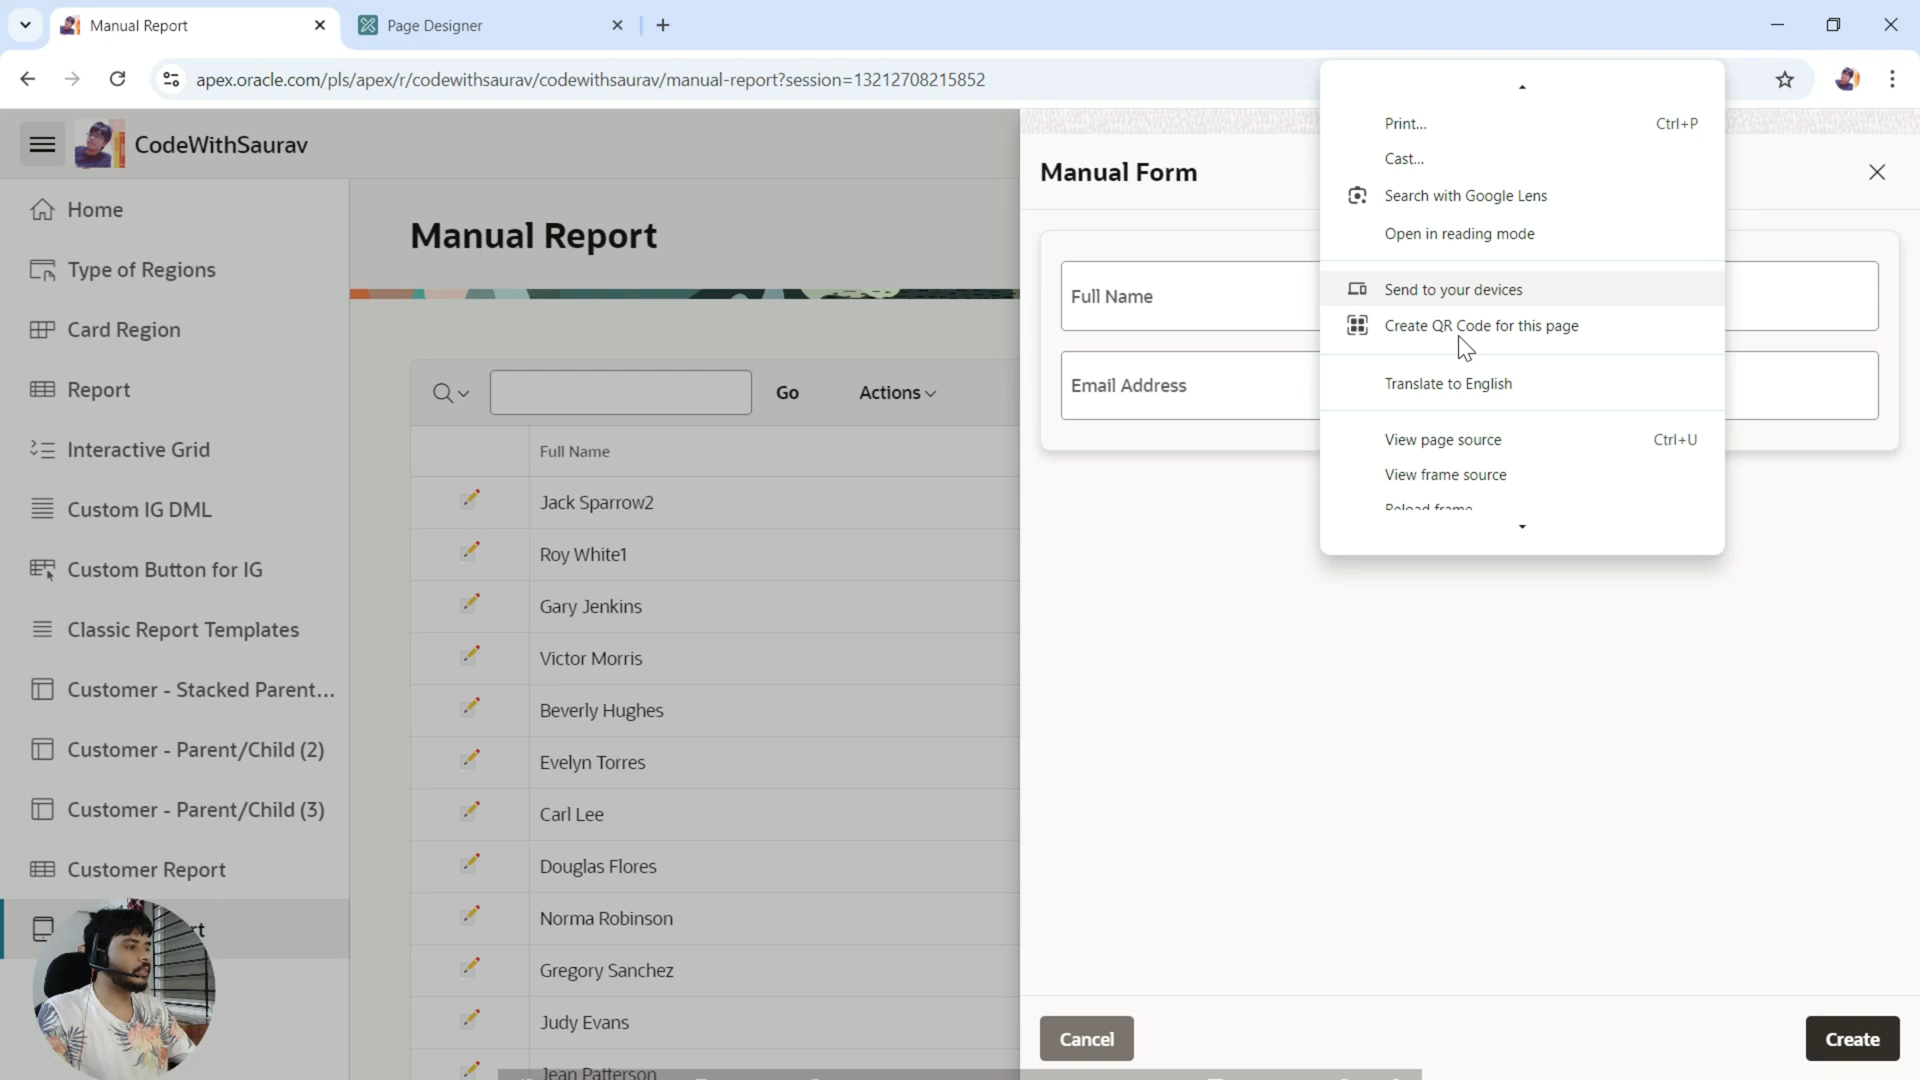 Manual Report
Page Designer
apex.oracle.com/pls/apex/r/codewithsaurav/codewithsaurav/manual-report?session=13212708215852
CodeWithSaurav
Home
Type of Regions
Card Region
Report
Interactive Grid
Custom IG DML
Custom Button for IG
Classic Report Templates
Customer - Stacked Parent...
Customer - Parent/Child (2)
Customer - Parent/Child (3)
Customer Report
Manual Report
Go
Actions
Full Name
Jack Sparrow2
Roy White1
Gary Jenkins
Victor Morris
Beverly Hughes
Evelyn Torres
Carl Lee
Douglas Flores
Norma Robinson
Gregory Sanchez
Judy Evans
Jean Patterson
Manual Form
Full Name
Email Address
Print... Ctrl+P
Cast...
Search with Google Lens
Open in reading mode
Send to your devices
Create QR Code for this page
Translate to English
View page source Ctrl+U
View frame source
Reload frame
Cancel
Create